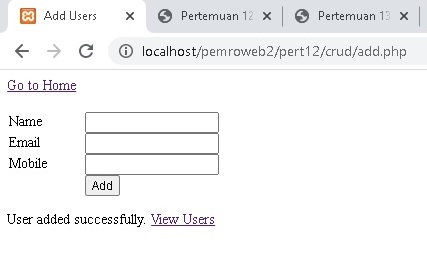 Add Users
Pertemuan 12
Pertemuan 13
localhost/pemroweb2/pert12/crud/add.php
Go to Home
Name
Email
Mobile
Add
User added successfully. View Users